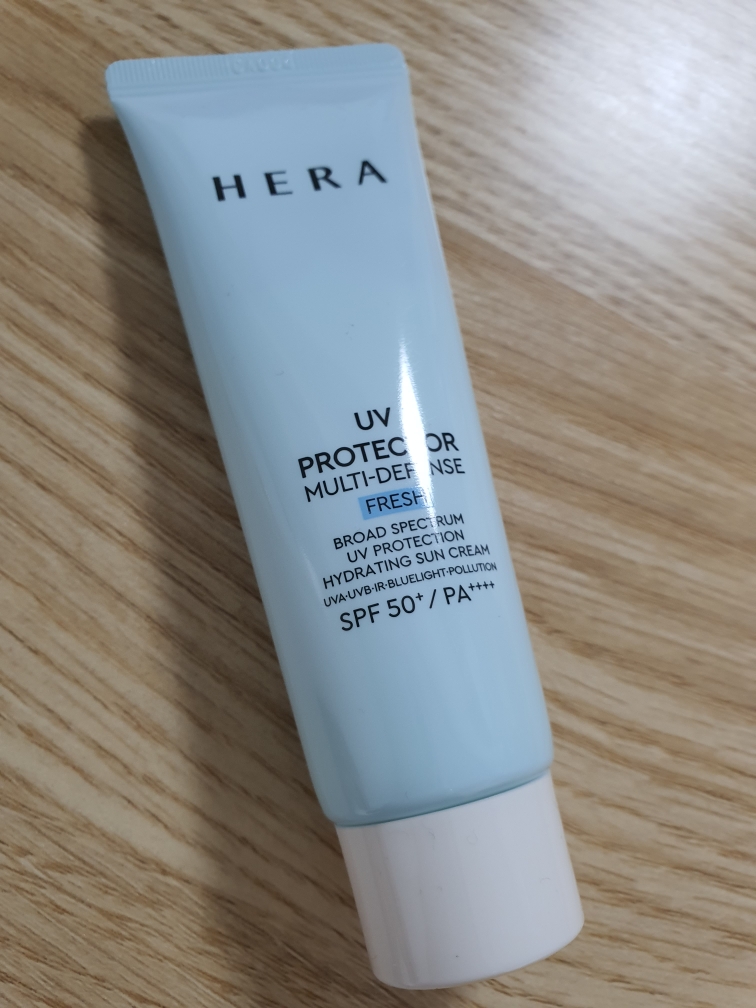 HERA
UV
PROTECTOR
MULTI-DEFENSE
FRESH
BROAD SPECTRUM
UV PROTECTION
HYDRATING SUN CREAM
UVA·UVB·IR·BLUELIGHT·POLLUTION
SPF 50⁺ / PA⁺⁺⁺⁺